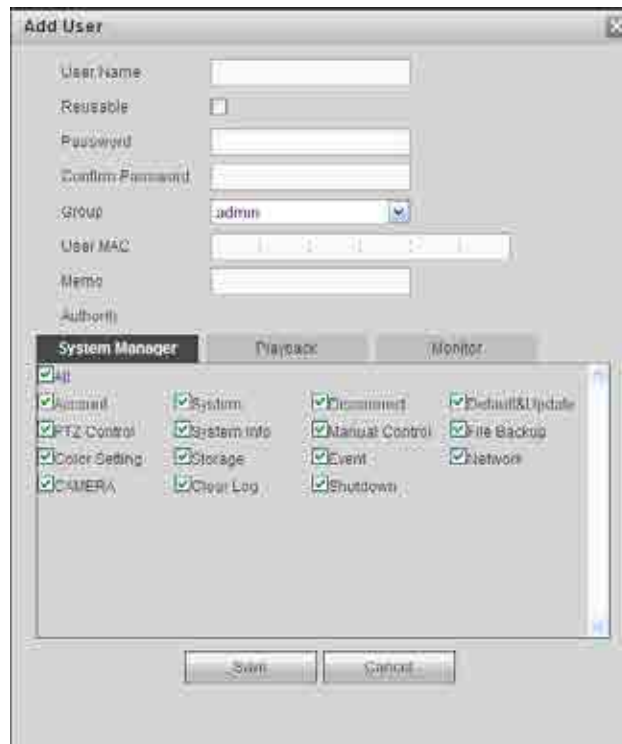 Add User
User Name
Reusable
Password
Confirm Password
Group admin
User MAC
Memo
Authority
System Manager Playback Monitor
All
Account System Disconnect Default&Update
PTZ Control System Info Manual Control File Backup
Color Setting Storage Event Network
CAMERA Clear Log Shutdown
Save Cancel